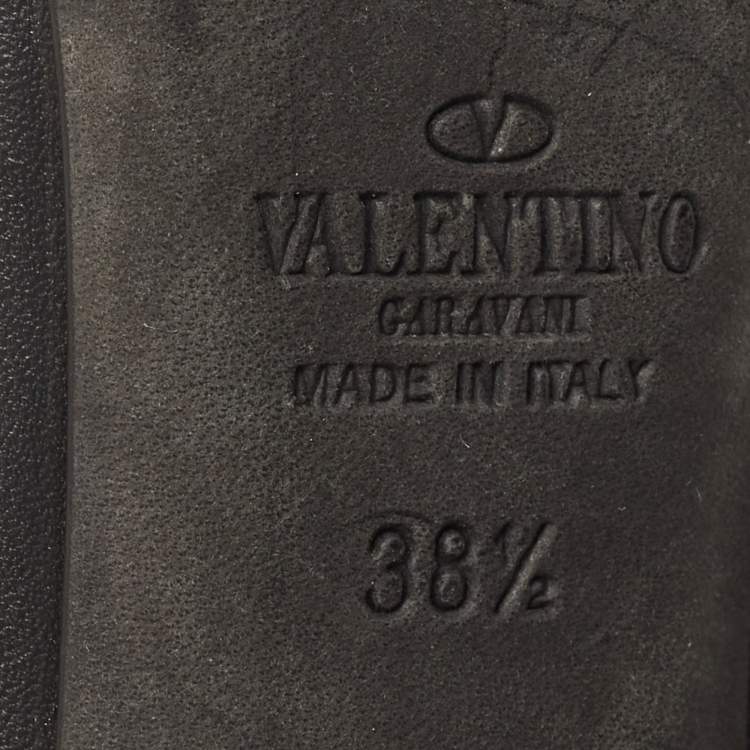 V
VALENTINO
GARAVANI
MADE IN ITALY
38½